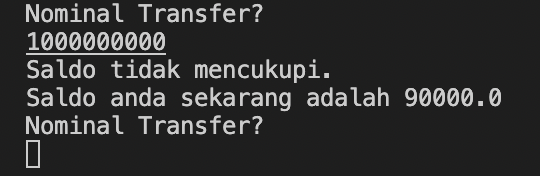 Nominal Transfer?
1000000000
Saldo tidak mencukupi.
Saldo anda sekarang adalah 90000.0
Nominal Transfer?